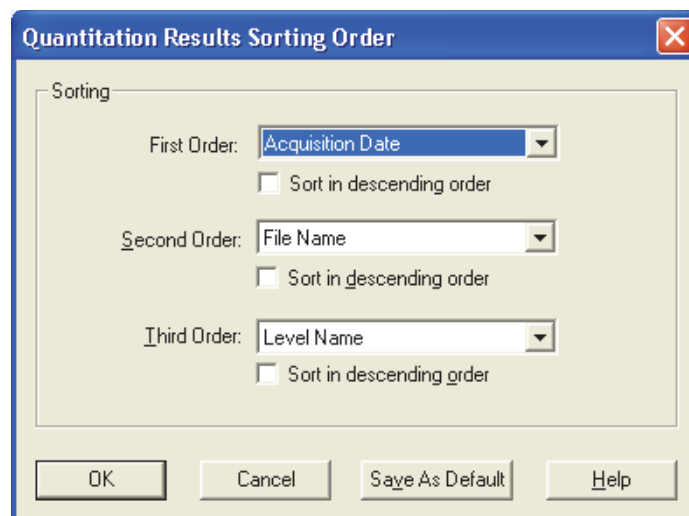 Quantitation Results Sorting Order
Sorting
First Order: Acquisition Date
Sort in descending order
Second Order: File Name
Sort in descending order
Third Order: Level Name
Sort in descending order
OK Cancel Save As Default Help